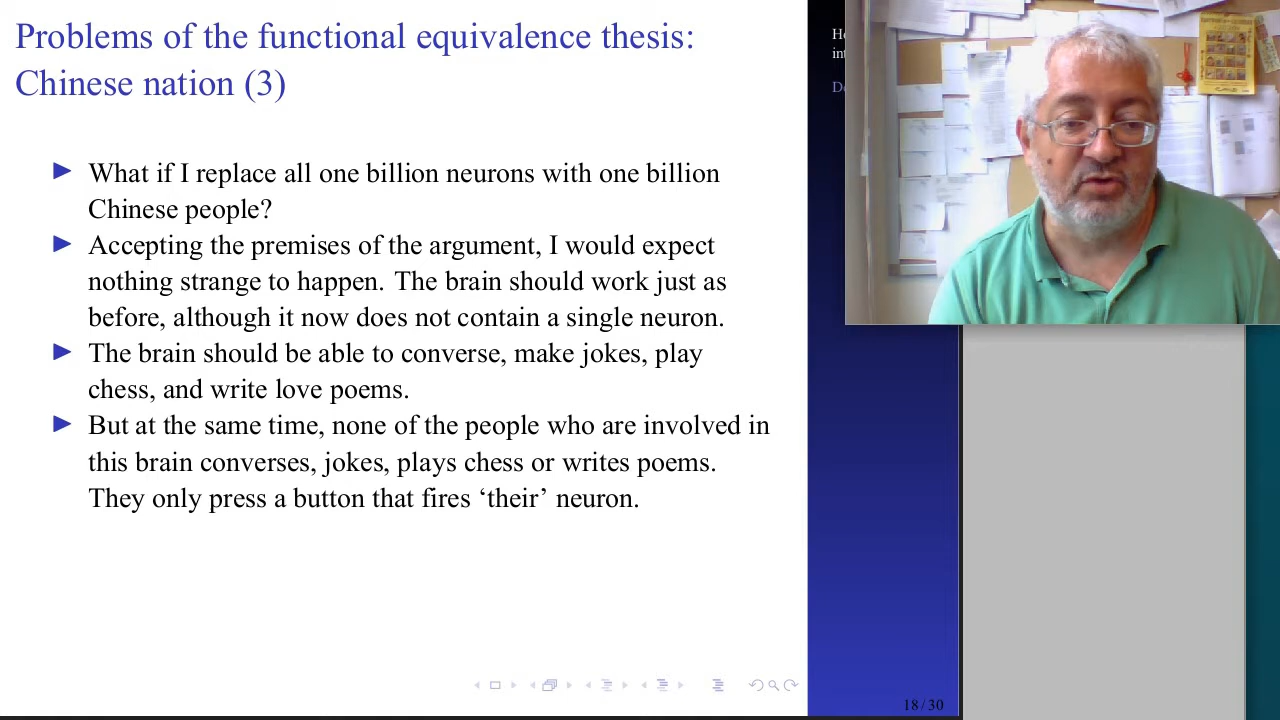 Problems of the functional equivalence thesis:
Chinese nation (3)
What if I replace all one billion neurons with one billion
Chinese people?
Accepting the premises of the argument, I would expect
nothing strange to happen. The brain should work just as
before, although it now does not contain a single neuron.
The brain should be able to converse, make jokes, play
chess, and write love poems.
But at the same time, none of the people who are involved in
this brain converses, jokes, plays chess or writes poems.
They only press a button that fires ‘their’ neuron.
18 / 30